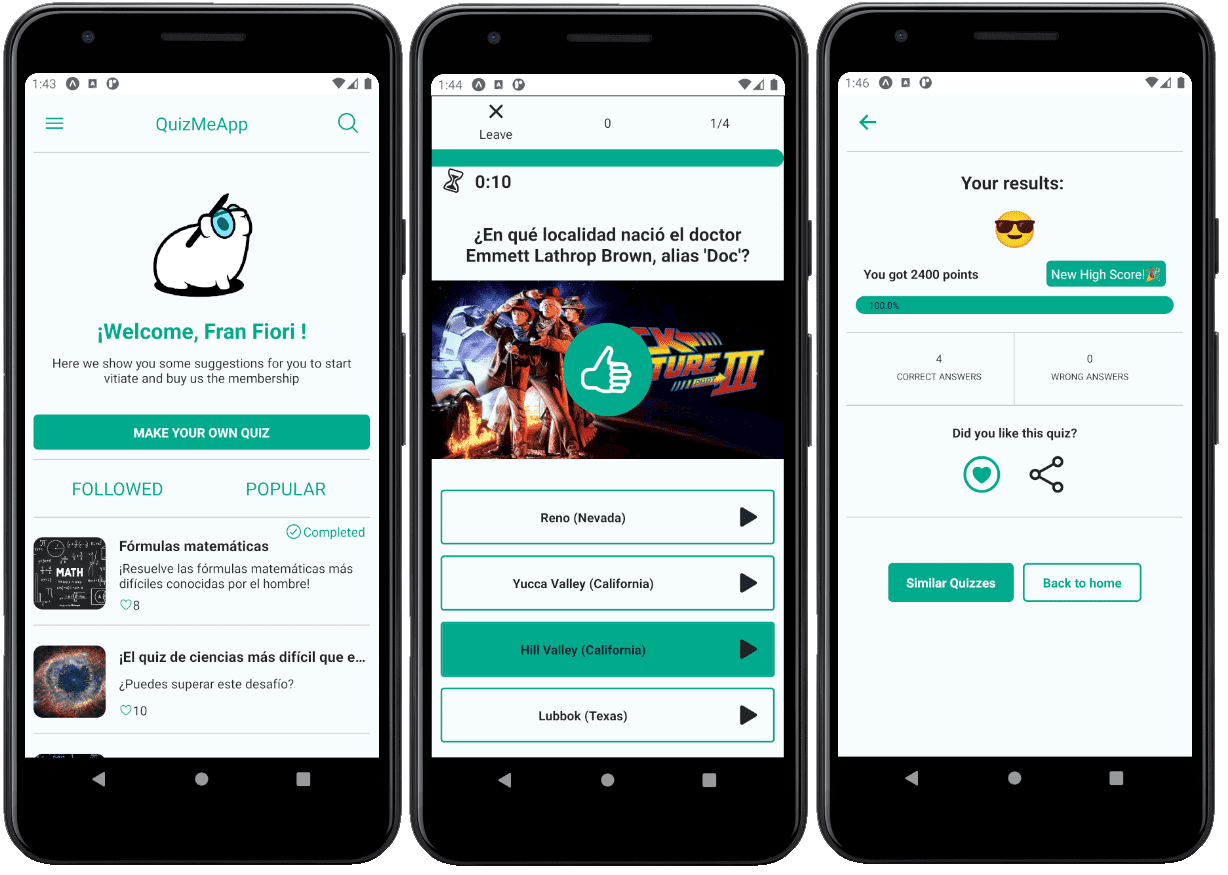 1:43
QuizMeApp
¡Welcome, Fran Fiori !
Here we show you some suggestions for you to start
vitiate and buy us the membership
MAKE YOUR OWN QUIZ
FOLLOWED
POPULAR
Completed
Fórmulas matemáticas
¡Resuelve las fórmulas matemáticas más
difíciles conocidas por el hombre!
8
MATH
¡El quiz de ciencias más difícil que e...
¿Puedes superar este desafío?
10
1:44
Leave
0
1/4
0:10
¿En qué localidad nació el doctor
Emmett Lathrop Brown, alias 'Doc'?
CK
TURE
PART III
Reno (Nevada)
Yucca Valley (California)
Hill Valley (California)
Lubbok (Texas)
1:46
Your results:
You got 2400 points
New High Score!🎉
100.0%
4
CORRECT ANSWERS
0
WRONG ANSWERS
Did you like this quiz?
Similar Quizzes
Back to home